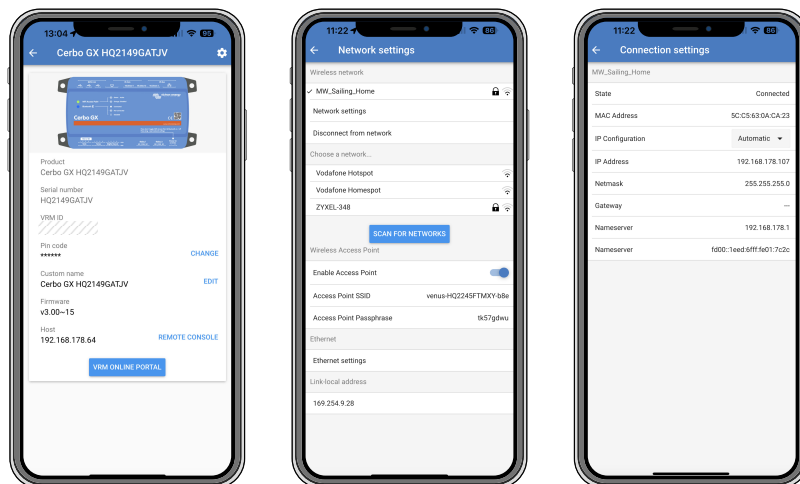 13:04
96
Cerbo GX HQ2149GATJV
Cerbo GX
Product
Cerbo GX HQ2149GATJV
Serial number
HQ2149GATJV
VRM ID
Pin code
******
CHANGE
Custom name
Cerbo GX HQ2149GATJV
EDIT
Firmware
v3.00~15
Host
192.168.178.64
REMOTE CONSOLE
VRM ONLINE PORTAL
11:22
86
Network settings
Wireless network
MW_Sailing_Home
Network settings
Disconnect from network
Choose a network...
Vodafone Hotspot
Vodafone Homespot
ZYXEL-348
SCAN FOR NETWORKS
Wireless Access Point
Enable Access Point
Access Point SSID venus-HQ2245FTMXY-b8e
Access Point Passphrase tk57gdwu
Ethernet
Ethernet settings
Link-local address
169.254.9.28
11:22
86
Connection settings
MW_Sailing_Home
State Connected
MAC Address 5C:C5:63:0A:CA:23
IP Configuration Automatic
IP Address 192.168.178.107
Netmask 255.255.255.0
Gateway ---
Nameserver 192.168.178.1
Nameserver fd00::1eed:6fff:fe01:7c2c